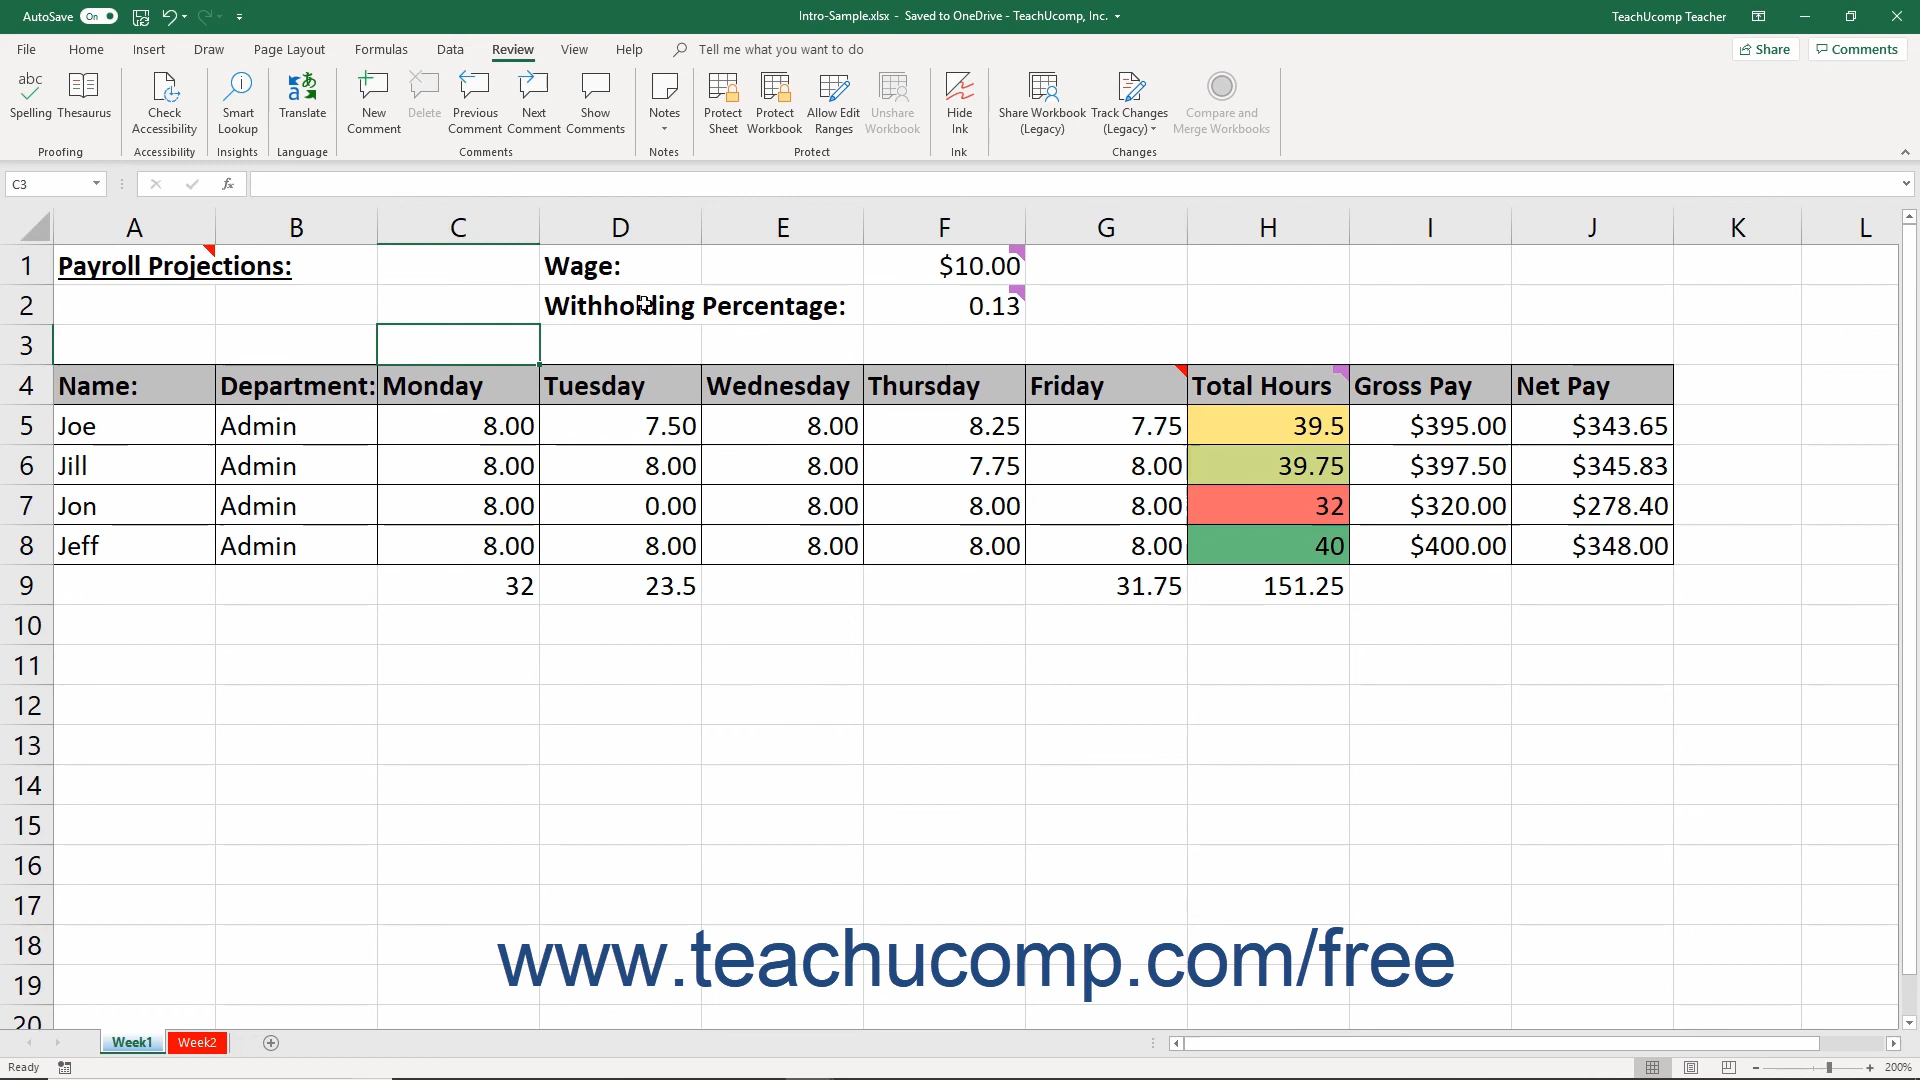 AutoSave On Intro-Sample.xlsx - Saved to OneDrive - TeachUcomp, Inc. TeachUcomp Teacher
File Home Insert Draw Page Layout Formulas Data Review View Help Tell me what you want to do Share Comments
abc
Spelling Thesaurus Check Accessibility Smart Lookup Translate New Comment Delete Previous Comment Next Comment Show Comments Notes Protect Sheet Protect Workbook Allow Edit Ranges Unshare Workbook Hide Ink Share Workbook (Legacy) Track Changes (Legacy) Compare and Merge Workbooks
Proofing Accessibility Insights Language Comments Notes Protect Ink Changes
C3 fx
A B C D E F G H I J K L
1 Payroll Projections: Wage: $10.00
2 Withholding Percentage: 0.13
3
4 Name: Department: Monday Tuesday Wednesday Thursday Friday Total Hours Gross Pay Net Pay
5 Joe Admin 8.00 7.50 8.00 8.25 7.75 39.5 $395.00 $343.65
6 Jill Admin 8.00 8.00 8.00 7.75 8.00 39.75 $397.50 $345.83
7 Jon Admin 8.00 0.00 8.00 8.00 8.00 32 $320.00 $278.40
8 Jeff Admin 8.00 8.00 8.00 8.00 8.00 40 $400.00 $348.00
9 32 23.5 31.75 151.25
10
11
12
13
14
15
16
17
18
www.teachucomp.com/free
19
20
Week1 Week2
Ready 200%